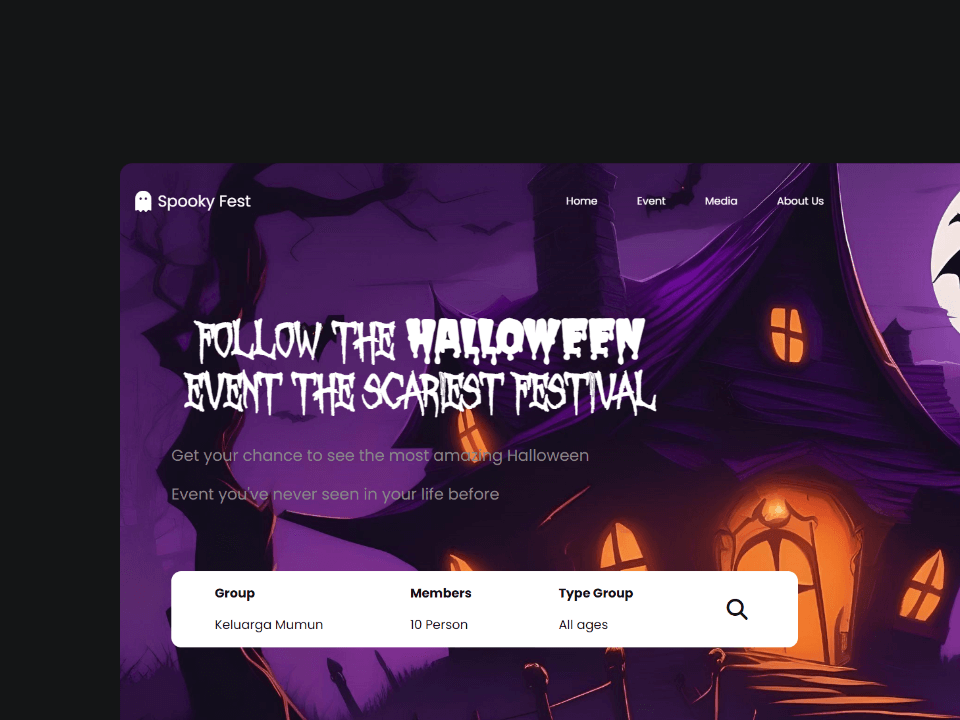 Spooky Fest
Home Event Media About Us
FOLLOW THE HALLOWEEN
EVENT THE SCARIEST FESTIVAL
Get your chance to see the most amazing Halloween
Event you've never seen in your life before
Group Members Type Group
Keluarga Mumun 10 Person All ages